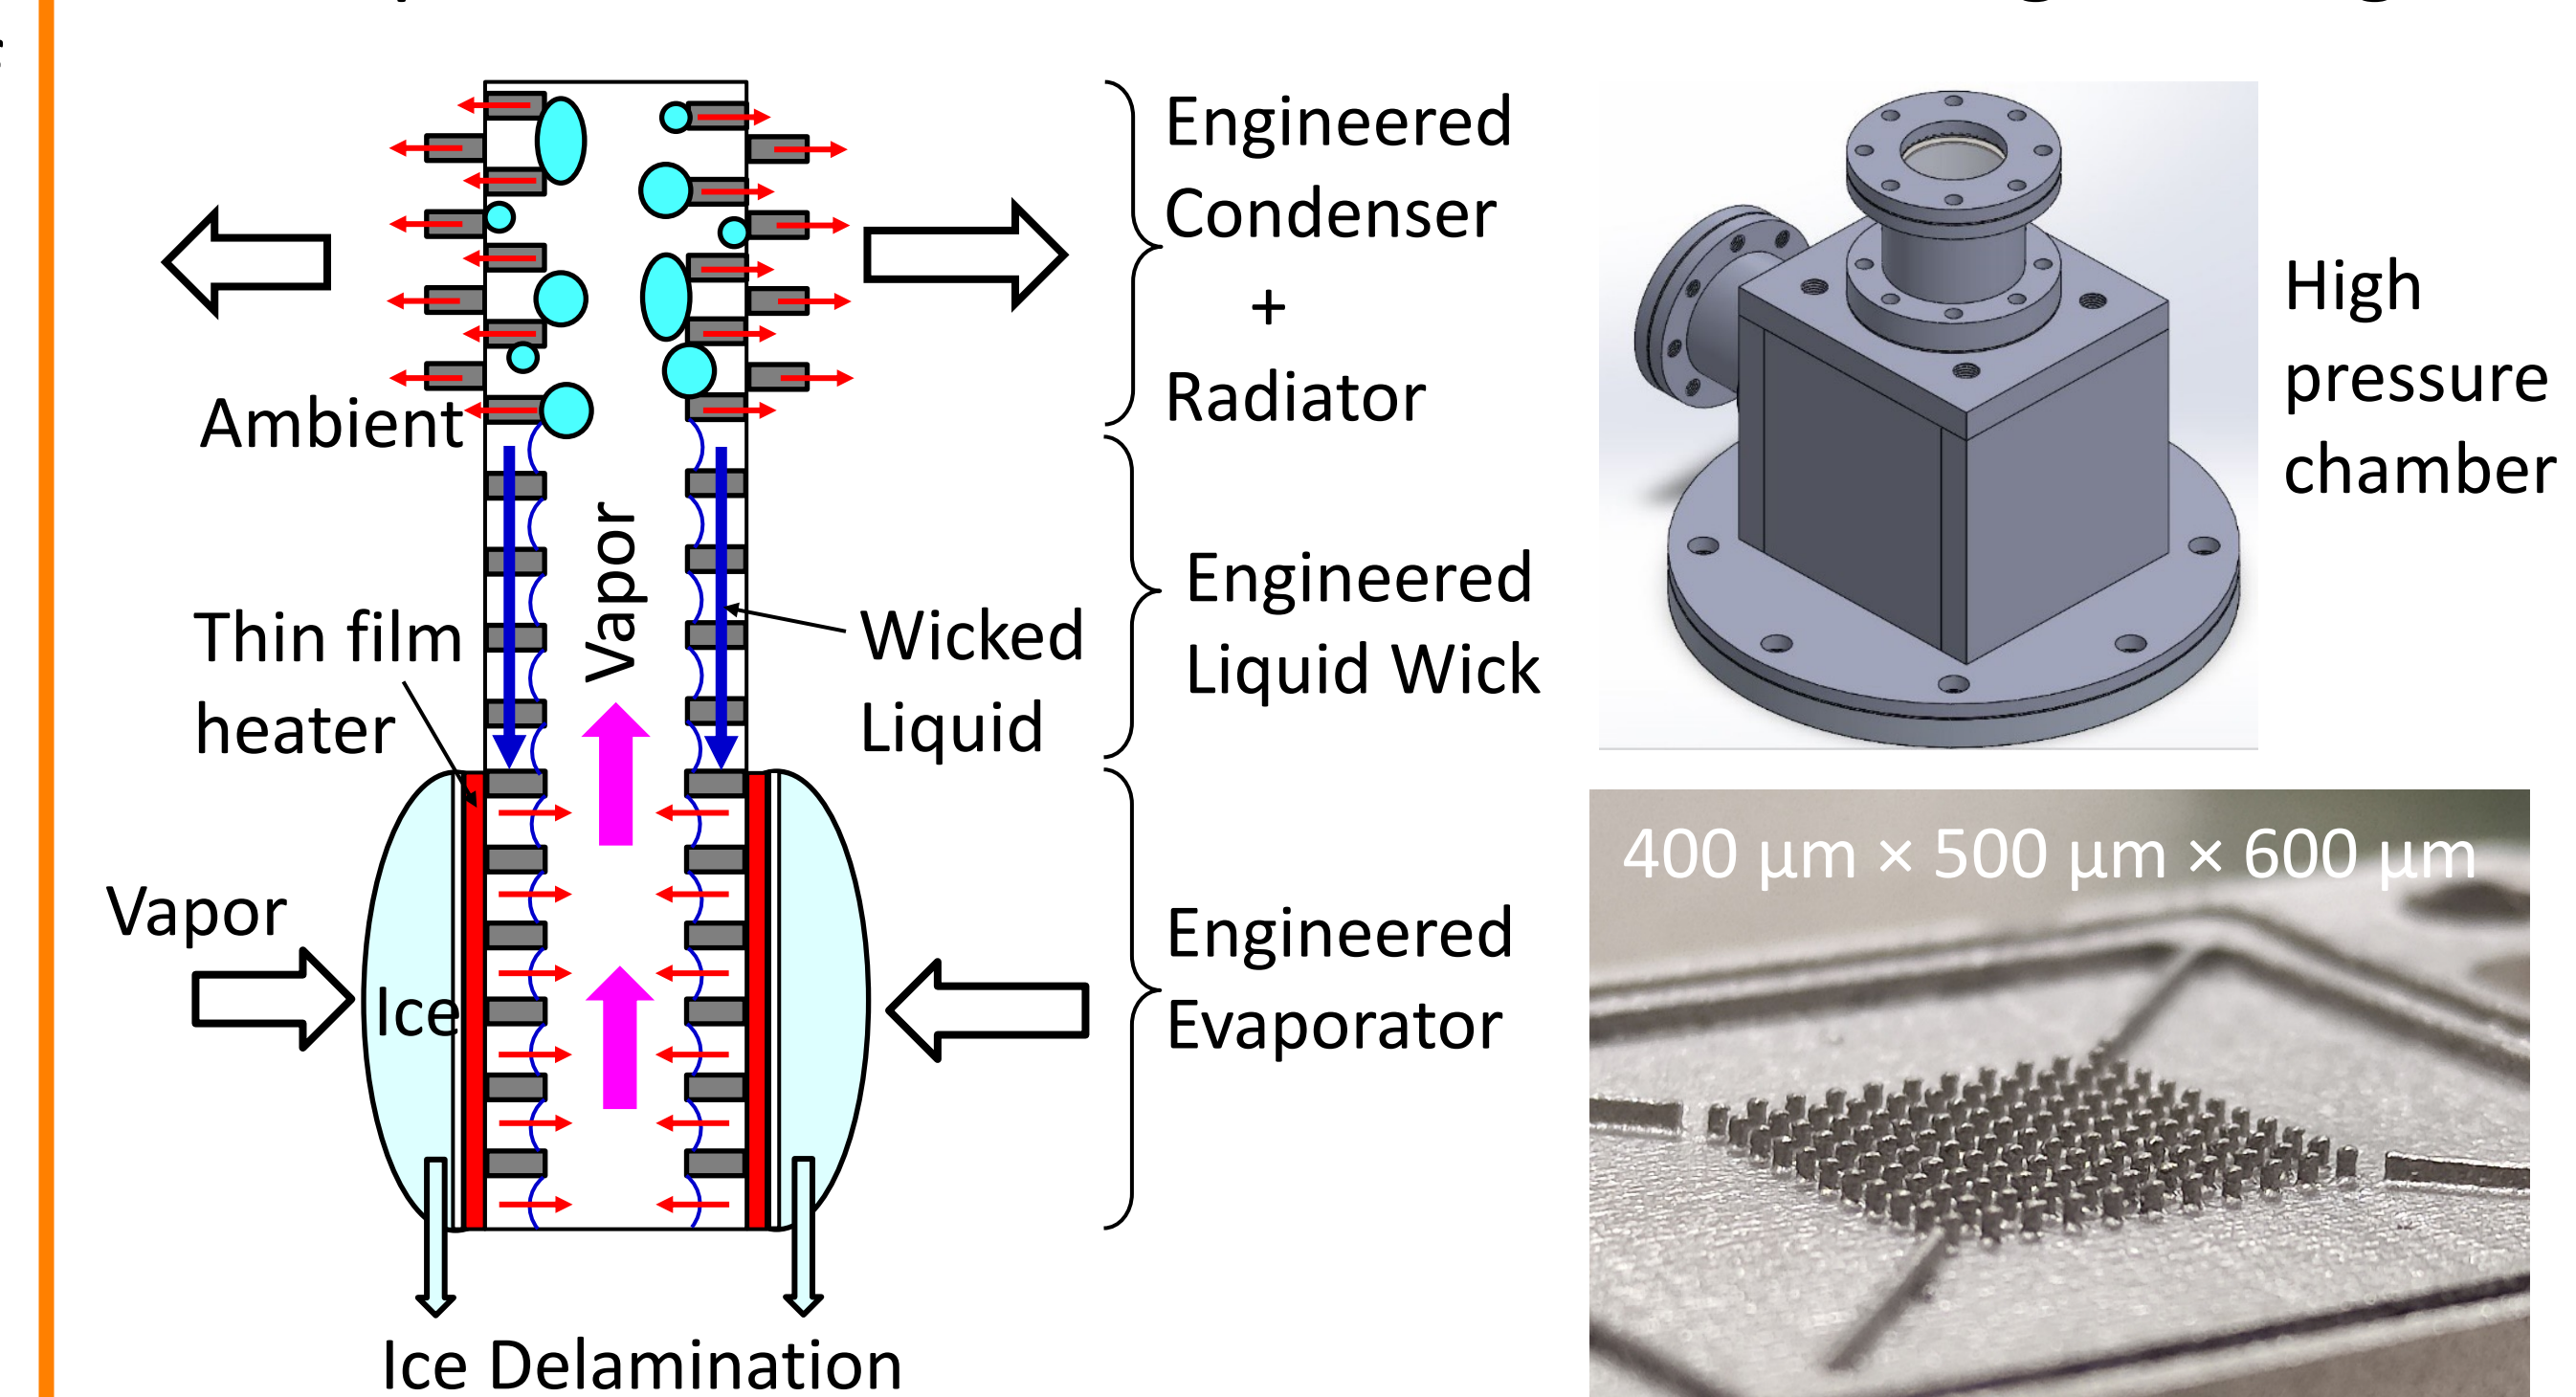 Engineered
Condenser
+
Radiator
Ambient
Vapor
Thin film
heater
Wicked
Liquid
Engineered
Liquid Wick
Vapor
Ice
Engineered
Evaporator
Ice Delamination
High
pressure
chamber
400 µm × 500 µm × 600 µm